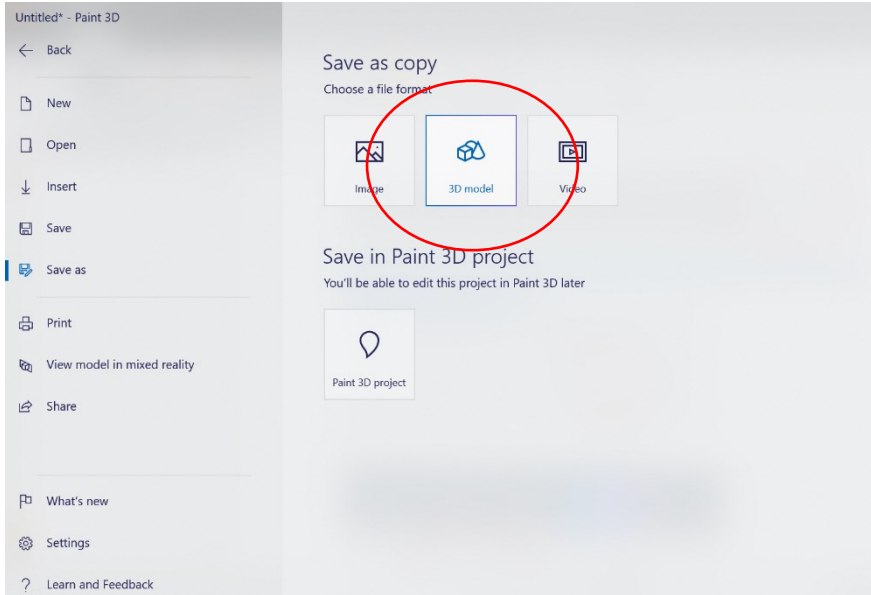 Untitled* - Paint 3D
Back
New
Open
Insert
Save
Save as
Print
View model in mixed reality
Share
What's new
Settings
Learn and Feedback
Save as copy
Choose a file format
Image
3D model
Video
Save in Paint 3D project
You'll be able to edit this project in Paint 3D later
Paint 3D project